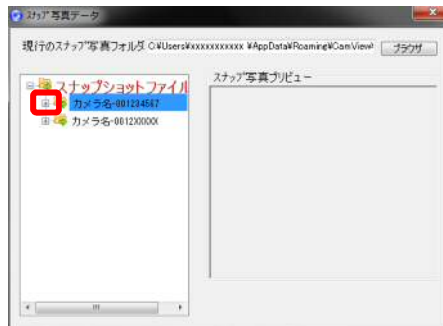 スナップ写真データ
現行のスナップ写真フォルダ C:¥Users¥xxxxxxxxxxx ¥AppData¥Roaming¥CamView¥ ブラウザ
スナップ写真プリビュー
スナップショットファイル
カメラ名-001234567
カメラ名-0012XXXXX